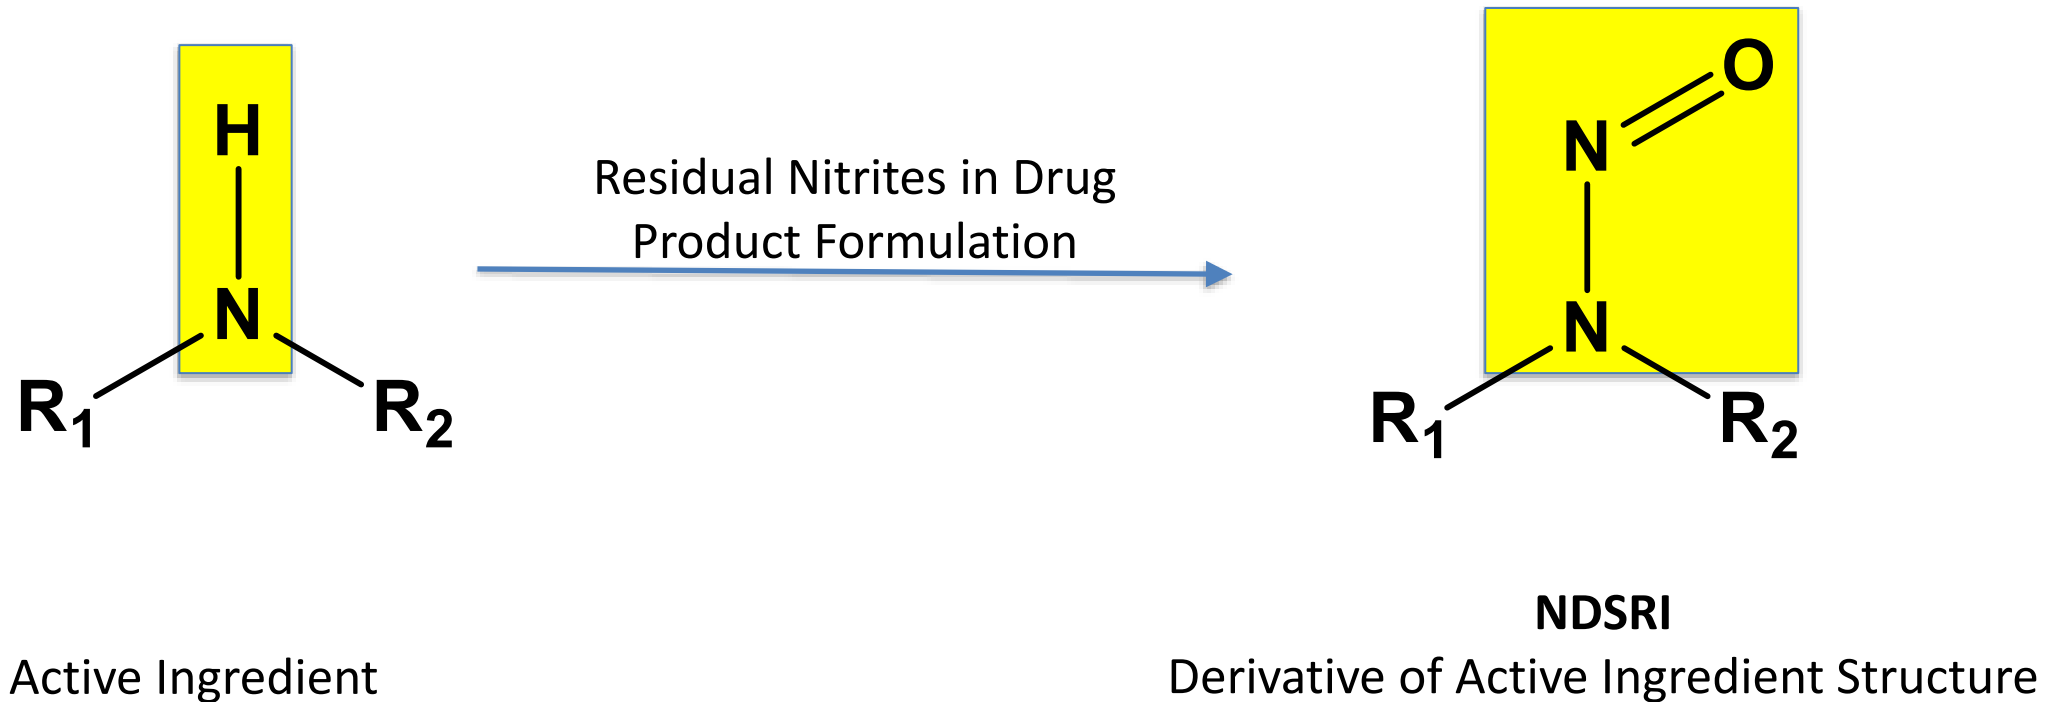 H
N
R1
R2
Residual Nitrites in Drug
Product Formulation
O
N
N
R1
R2
NDSRI
Active Ingredient
Derivative of Active Ingredient Structure